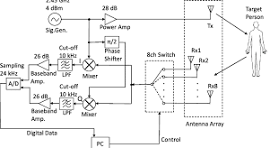 2.45 GHz
4 dBm
28 dB
Sig.Gen.
Power Amp
Tx
Target
Person
π/2
Phase
Shifter
Cut-off
10 kHz
26 dB
Sampling
24 kHz
I
Baseband
Amp.
LPF
Mixer
8ch Switch
Rx1
Rx2
Rx8
A/D
Cut-off
10 kHz
26 dB
Q
Baseband
Amp.
LPF
Mixer
Antenna Array
Digital Data
PC
Control